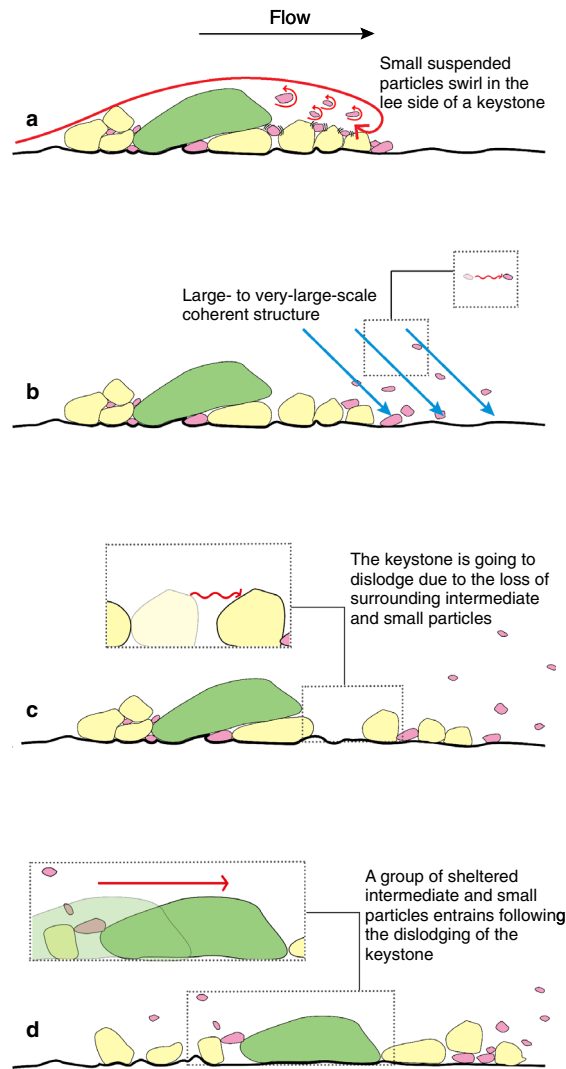 Flow
Small suspended
particles swirl in the
lee side of a keystone
a
Large- to very-large-scale
coherent structure
b
The keystone is going to
dislodge due to the loss of
surrounding intermediate
and small particles
c
A group of sheltered
intermediate and small
particles entrains following
the dislodging of the
keystone
d